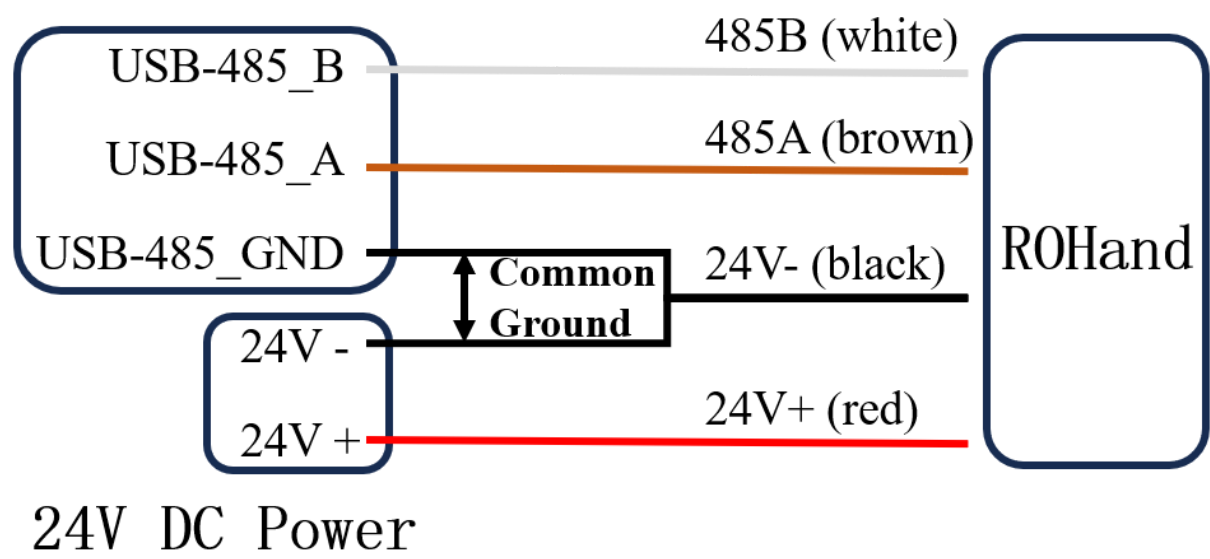 485B (white)
USB-485_B
485A (brown)
USB-485_A
USB-485_GND
Common
Ground
24V- (black)
ROHand
24V -
24V+ (red)
24V +
24V DC Power